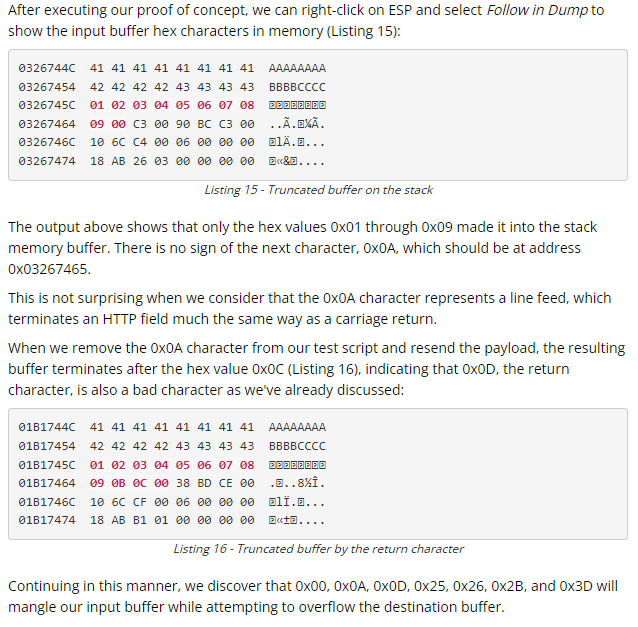 After executing our proof of concept, we can right-click on ESP and select Follow in Dump to
show the input buffer hex characters in memory (Listing 15):
0326744C 41 41 41 41 41 41 41 41 AAAAAAAA
03267454 42 42 42 42 43 43 43 43 BBBBCCCC
0326745C 01 02 03 04 05 06 07 08
03267464 09 00 C3 00 90 BC C3 00 ..Ã.¼Ã.
0326746C 10 6C C4 00 06 00 00 00 lÄ....
03267474 18 AB 26 03 00 00 00 00 «&....
Listing 15 - Truncated buffer on the stack
The output above shows that only the hex values 0x01 through 0x09 made it into the stack
memory buffer. There is no sign of the next character, 0x0A, which should be at address
0x03267465.
This is not surprising when we consider that the 0x0A character represents a line feed, which
terminates an HTTP field much the same way as a carriage return.
When we remove the 0x0A character from our test script and resend the payload, the resulting
buffer terminates after the hex value 0x0C (Listing 16), indicating that 0x0D, the return
character, is also a bad character as we've already discussed:
01B1744C 41 41 41 41 41 41 41 41 AAAAAAAA
01B17454 42 42 42 42 43 43 43 43 BBBBCCCC
01B1745C 01 02 03 04 05 06 07 08
01B17464 09 0B 0C 00 38 BD CE 00 ...8½Î.
01B1746C 10 6C CF 00 06 00 00 00 lÏ....
01B17474 18 AB B1 01 00 00 00 00 «±....
Listing 16 - Truncated buffer by the return character
Continuing in this manner, we discover that 0x00, 0x0A, 0x0D, 0x25, 0x26, 0x2B, and 0x3D will
mangle our input buffer while attempting to overflow the destination buffer.